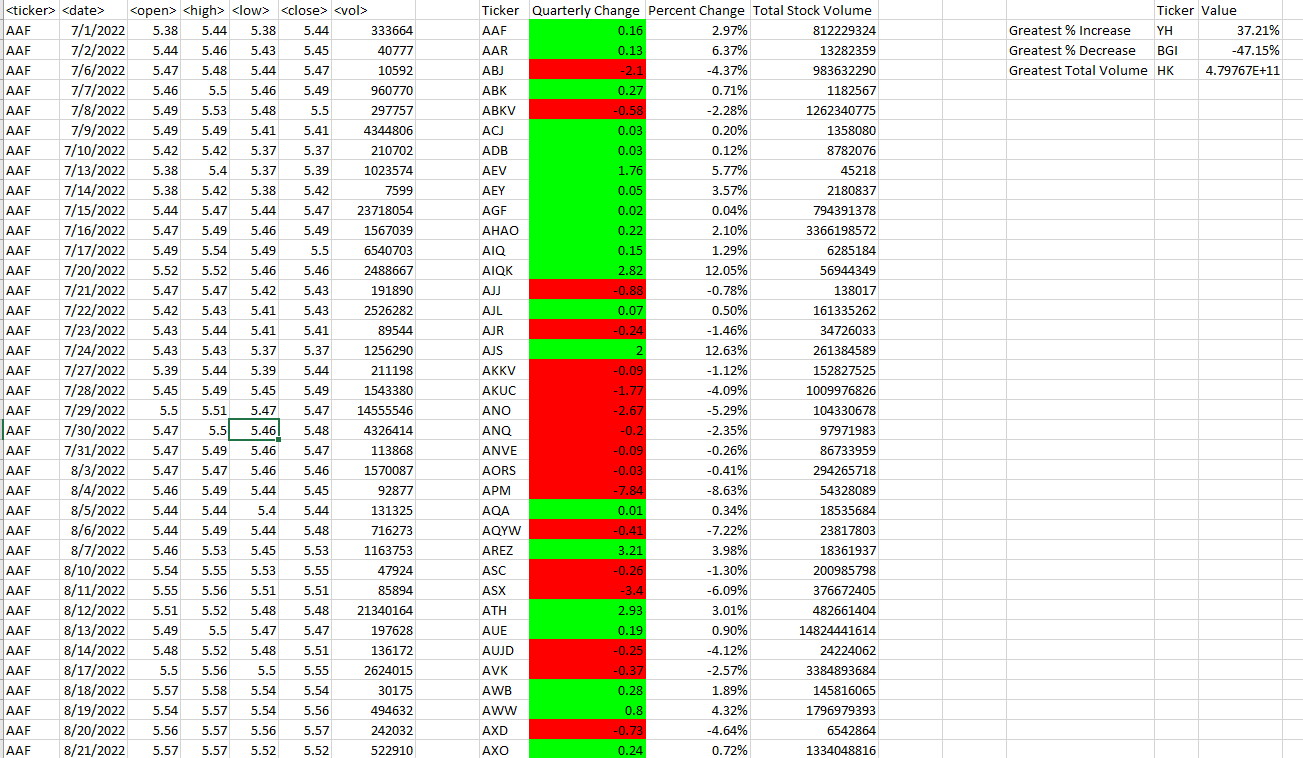 <ticker> <date> <open> <high> <low> <close> <vol> Ticker Quarterly Change Percent Change Total Stock Volume Ticker Value
AAF 7/1/2022 5.38 5.44 5.38 5.44 333664 AAF 0.16 2.97% 812229324 Greatest % Increase YH 37.21%
AAF 7/2/2022 5.44 5.46 5.43 5.45 40777 AAR 0.13 6.37% 13282359 Greatest % Decrease BGI -47.15%
AAF 7/6/2022 5.47 5.48 5.44 5.47 10592 ABJ -2.1 -4.37% 983632290 Greatest Total Volume HK 4.79767E+11
AAF 7/7/2022 5.46 5.5 5.46 5.49 960770 ABK 0.27 0.71% 1182567
AAF 7/8/2022 5.49 5.53 5.48 5.5 297757 ABKV -0.58 -2.28% 1262340775
AAF 7/9/2022 5.49 5.49 5.41 5.41 4344806 ACJ 0.03 0.20% 1358080
AAF 7/10/2022 5.42 5.42 5.37 5.37 210702 ADB 0.03 0.12% 8782076
AAF 7/13/2022 5.38 5.4 5.37 5.39 1023574 AEV 1.76 5.77% 45218
AAF 7/14/2022 5.38 5.42 5.38 5.42 7599 AEY 0.05 3.57% 2180837
AAF 7/15/2022 5.44 5.47 5.44 5.47 23718054 AGF 0.02 0.04% 794391378
AAF 7/16/2022 5.47 5.49 5.46 5.49 1567039 AHAO 0.22 2.10% 3366198572
AAF 7/17/2022 5.49 5.54 5.49 5.5 6540703 AIQ 0.15 1.29% 6285184
AAF 7/20/2022 5.52 5.52 5.46 5.46 2488667 AIQK 2.82 12.05% 56944349
AAF 7/21/2022 5.47 5.47 5.42 5.43 191890 AJJ -0.88 -0.78% 138017
AAF 7/22/2022 5.42 5.43 5.41 5.43 2526282 AJL 0.07 0.50% 161335262
AAF 7/23/2022 5.43 5.44 5.41 5.41 89544 AJR -0.24 -1.46% 34726033
AAF 7/24/2022 5.43 5.43 5.37 5.37 1256290 AJS 2 12.63% 261384589
AAF 7/27/2022 5.39 5.44 5.39 5.44 211198 AKKV -0.09 -1.12% 152827525
AAF 7/28/2022 5.45 5.49 5.45 5.49 1543380 AKUC -1.77 -4.09% 1009976826
AAF 7/29/2022 5.5 5.51 5.47 5.47 14555546 ANO -2.67 -5.29% 104330678
AAF 7/30/2022 5.47 5.5 5.46 5.48 4326414 ANQ -0.2 -2.35% 97971983
AAF 7/31/2022 5.47 5.49 5.46 5.47 113868 ANVE -0.09 -0.26% 86733959
AAF 8/3/2022 5.47 5.47 5.46 5.46 1570087 AORS -0.03 -0.41% 294265718
AAF 8/4/2022 5.46 5.49 5.44 5.45 92877 APM -7.84 -8.63% 54328089
AAF 8/5/2022 5.44 5.44 5.4 5.44 131325 AQA 0.01 0.34% 18535684
AAF 8/6/2022 5.44 5.49 5.44 5.48 716273 AQYW -0.41 -7.22% 23817803
AAF 8/7/2022 5.46 5.53 5.45 5.53 1163753 AREZ 3.21 3.98% 18361937
AAF 8/10/2022 5.54 5.55 5.53 5.55 47924 ASC -0.26 -1.30% 200985798
AAF 8/11/2022 5.55 5.56 5.51 5.51 85894 ASX -3.4 -6.09% 376672405
AAF 8/12/2022 5.51 5.52 5.48 5.48 21340164 ATH 2.93 3.01% 482661404
AAF 8/13/2022 5.49 5.5 5.47 5.47 197628 AUE 0.19 0.90% 14824441614
AAF 8/14/2022 5.48 5.52 5.48 5.51 136172 AUJD -0.25 -4.12% 24224062
AAF 8/17/2022 5.5 5.56 5.5 5.55 2624015 AVK -0.37 -2.57% 3384893684
AAF 8/18/2022 5.57 5.58 5.54 5.54 30175 AWB 0.28 1.89% 145816065
AAF 8/19/2022 5.54 5.57 5.54 5.56 494632 AWW 0.8 4.32% 1796979393
AAF 8/20/2022 5.56 5.57 5.56 5.57 242032 AXD -0.73 -4.64% 6542864
AAF 8/21/2022 5.57 5.57 5.52 5.52 522910 AXO 0.24 0.72% 1334048816